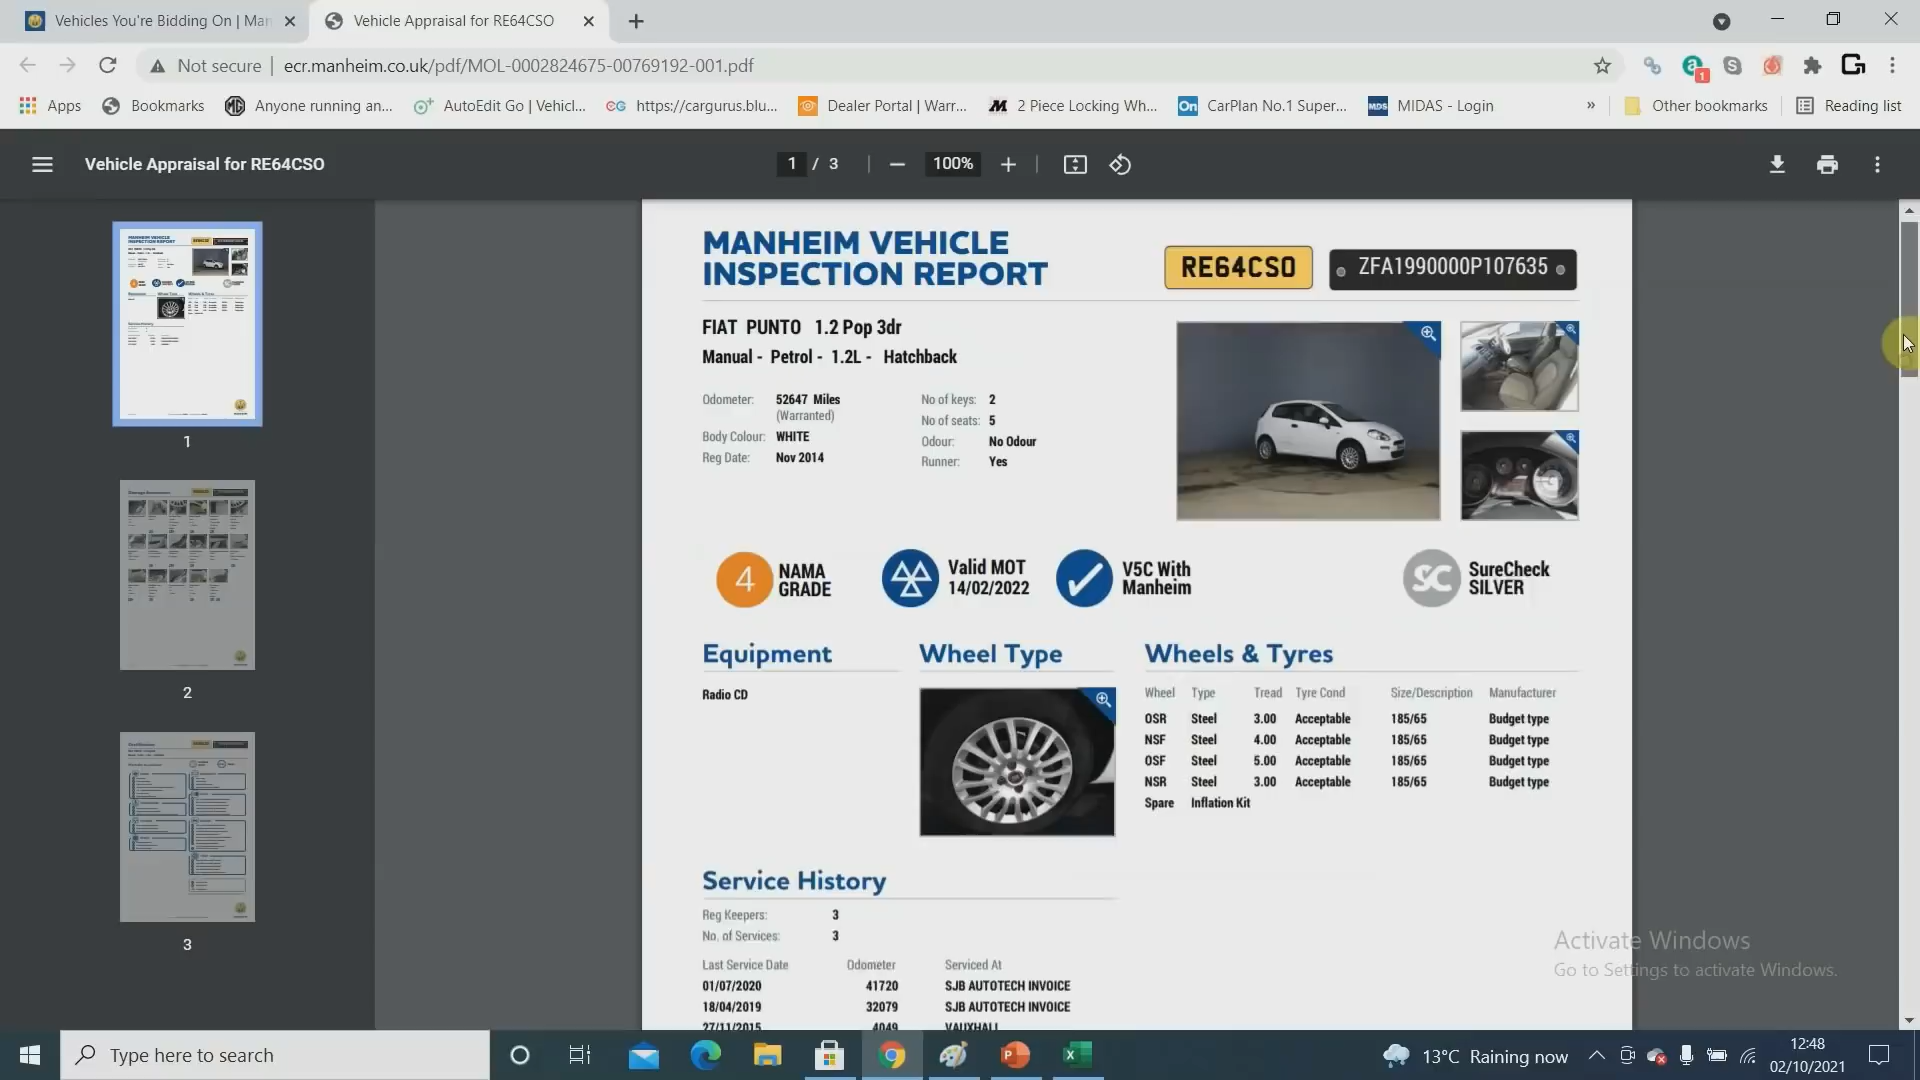 Vehicles You're Bidding On | Man
Vehicle Appraisal for RE64CSO
Not secure
ecr.manheim.co.uk/pdf/MOL-0002824675-00769192-001.pdf
1
Apps
Bookmarks
Anyone running an...
AutoEdit Go | Vehicl...
https://cargurus.blu...
Dealer Portal | Warr...
2 Piece Locking Wh...
CarPlan No.1 Super...
MIDAS - Login
»
Other bookmarks
Reading list
Vehicle Appraisal for RE64CSO
1 / 3
100%
MANHEIM VEHICLE
INSPECTION REPORT
RE64CSO
ZFA1990000P107635
FIAT PUNTO 1.2 Pop 3dr
Manual - Petrol - 1.2L - Hatchback
Odometer: 52647 Miles
(Warranted)
Body Colour: WHITE
Reg Date: Nov 2014
No of keys: 2
No of seats: 5
Odour: No Odour
Runner: Yes
4 NAMA
GRADE
Valid MOT
14/02/2022
V5C With
Manheim
SC SureCheck
SILVER
Equipment
Radio CD
Wheel Type
Wheels & Tyres
Wheel Type Tread Tyre Cond Size/Description Manufacturer
OSR Steel 3.00 Acceptable 185/65 Budget type
NSF Steel 4.00 Acceptable 185/65 Budget type
OSF Steel 5.00 Acceptable 185/65 Budget type
NSR Steel 3.00 Acceptable 185/65 Budget type
Spare Inflation Kit
Service History
Reg Keepers: 3
No. of Services: 3
Last Service Date Odometer Serviced At
01/07/2020 41720 SJB AUTOTECH INVOICE
18/04/2019 32079 SJB AUTOTECH INVOICE
27/11/2015 4049 VAUXHALL
1
2
3
Activate Windows
Go to Settings to activate Windows.
Type here to search
13°C Raining now
12:48
02/10/2021